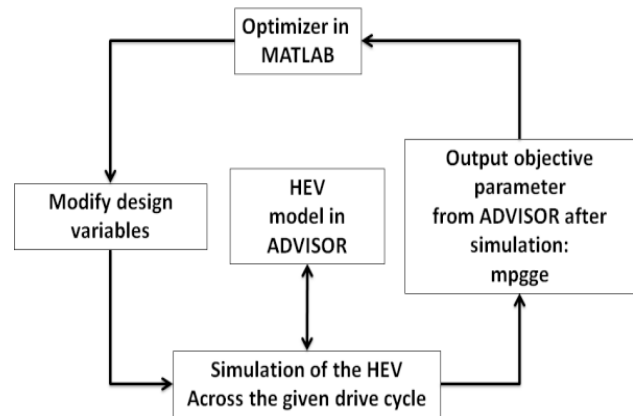 Optimizer in
MATLAB
Modify design
variables
HEV
model in
ADVISOR
Output objective
parameter
from ADVISOR after
simulation:
mpgge
Simulation of the HEV
Across the given drive cycle